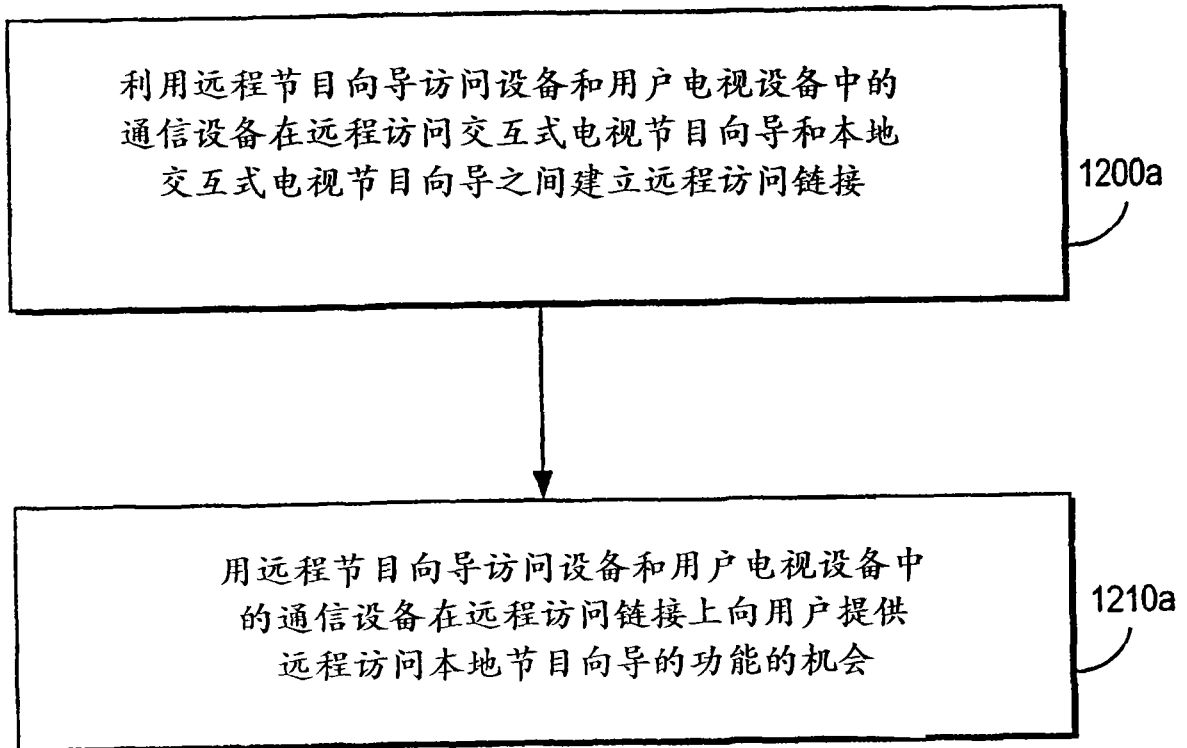 利用远程节目向导访问设备和用户电视设备中的
通信设备在远程访问交互式电视节目向导和本地
交互式电视节目向导之间建立远程访问链接
1200a
用远程节目向导访问设备和用户电视设备中
的通信设备在远程访问链接上向用户提供
远程访问本地节目向导的功能的机会
1210a